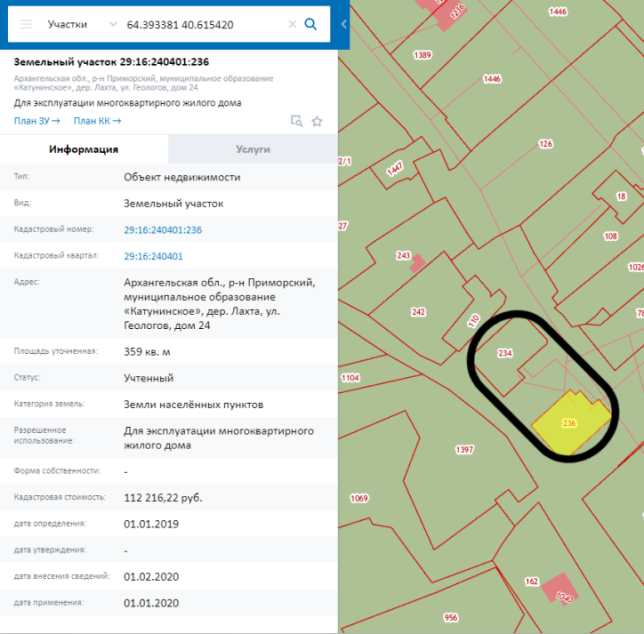 Участки
64.393381 40.615420
Земельный участок 29:16:240401:236
Архангельская обл., р-н Приморский, муниципальное образование
«Катунинское», дер. Лахта, ул. Геологов, дом 24
Для эксплуатации многоквартирного жилого дома
План ЗУ→ План КК→
Информация Услуги
Тип: Объект недвижимости
Вид: Земельный участок
Кадастровый номер: 29:16:240401:236
Кадастровый квартал: 29:16:240401
Адрес: Архангельская обл., р-н Приморский,
муниципальное образование
«Катунинское», дер. Лахта, ул.
Геологов, дом 24
Площадь уточненная: 359 кв. м
Статус: Учтенный
Категория земель: Земли населённых пунктов
Разрешенное
использование:
Для эксплуатации многоквартирного
жилого дома
Форма собственности: -
Кадастровая стоимость: 112 216,22 руб.
дата определения: 01.01.2019
дата утверждения: -
дата внесения сведений: 01.02.2020
дата применения: 01.01.2020
1236
1446
1389
1446
126
2/1
1447
18
27
108
243
1026
242
110
78
234
1104
236
1397
1069
162
956